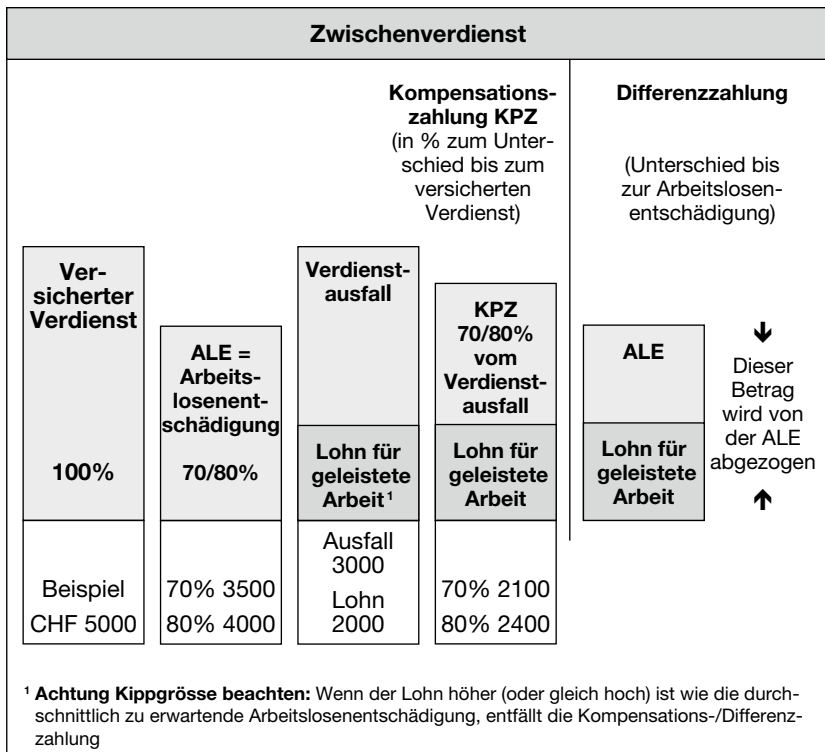 Zwischenverdienst
Kompensations-
zahlung KPZ
(in % zum Unter-
schied bis zum
versicherten
Verdienst)
Differenzzahlung
(Unterschied bis
zur Arbeitslosen-
entschädigung)
Ver-
sicherter
Verdienst
100%
Beispiel
CHF 5000
ALE =
Arbeits-
losenent-
schädigung
70/80%
70% 3500
80% 4000
Verdienst-
ausfall
Lohn für
geleistete
Arbeit¹
Ausfall
3000
Lohn
2000
KPZ
70/80%
vom
Verdienst-
ausfall
Lohn für
geleistete
Arbeit
70% 2100
80% 2400
ALE
Lohn für
geleistete
Arbeit
Dieser
Betrag
wird von
der ALE
abgezogen
¹ Achtung Kippgrösse beachten: Wenn der Lohn höher (oder gleich hoch) ist wie die durch-
schnittlich zu erwartende Arbeitslosenentschädigung, entfällt die Kompensations-/Differenz-
zahlung